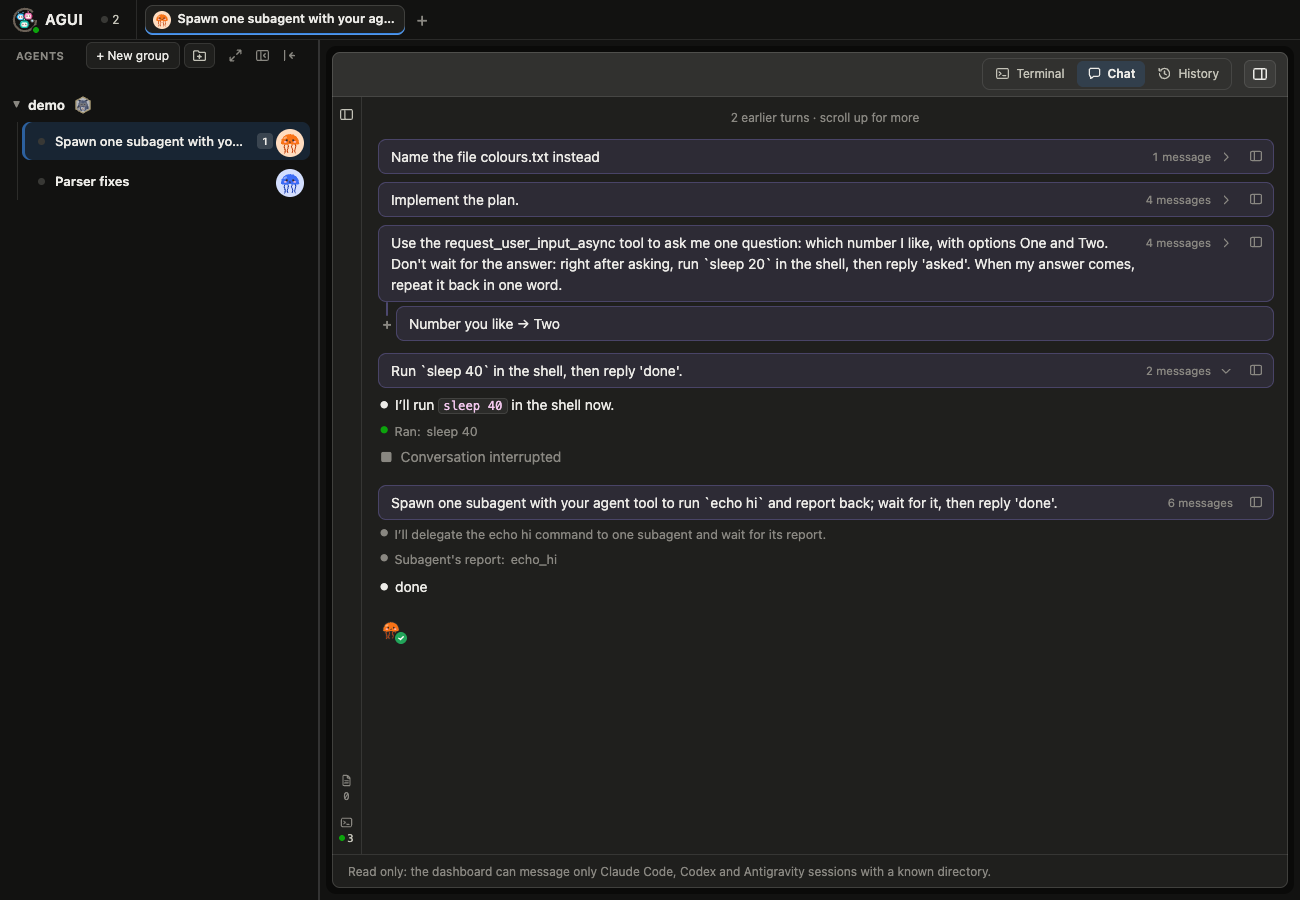 AGUI
2
Spawn one subagent with your ag...
+
AGENTS
+ New group
demo
Spawn one subagent with yo...
1
Parser fixes
Terminal
Chat
History
2 earlier turns · scroll up for more
Name the file colours.txt instead
1 message
Implement the plan.
4 messages
Use the request_user_input_async tool to ask me one question: which number I like, with options One and Two.
4 messages
Don't wait for the answer: right after asking, run `sleep 20` in the shell, then reply 'asked'. When my answer comes,
repeat it back in one word.
+
Number you like → Two
Run `sleep 40` in the shell, then reply 'done'.
2 messages
I'll run sleep 40 in the shell now.
Ran: sleep 40
Conversation interrupted
Spawn one subagent with your agent tool to run `echo hi` and report back; wait for it, then reply 'done'.
6 messages
I'll delegate the echo hi command to one subagent and wait for its report.
Subagent's report: echo_hi
done
0
3
Read only: the dashboard can message only Claude Code, Codex and Antigravity sessions with a known directory.